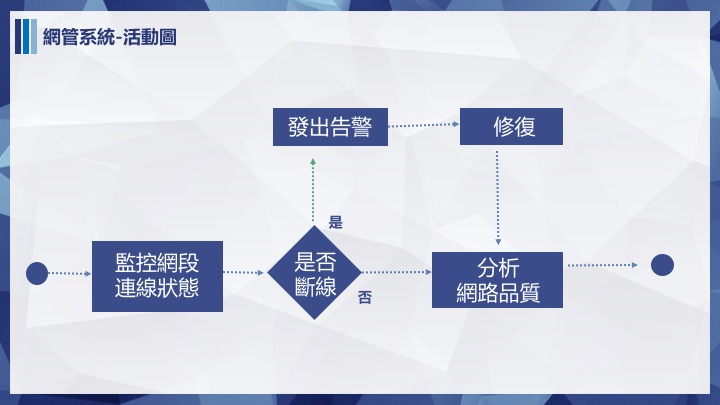 網管系統-活動圖
發出告警
修復
是
監控網段
連線狀態
是否
斷線
否
分析
網路品質